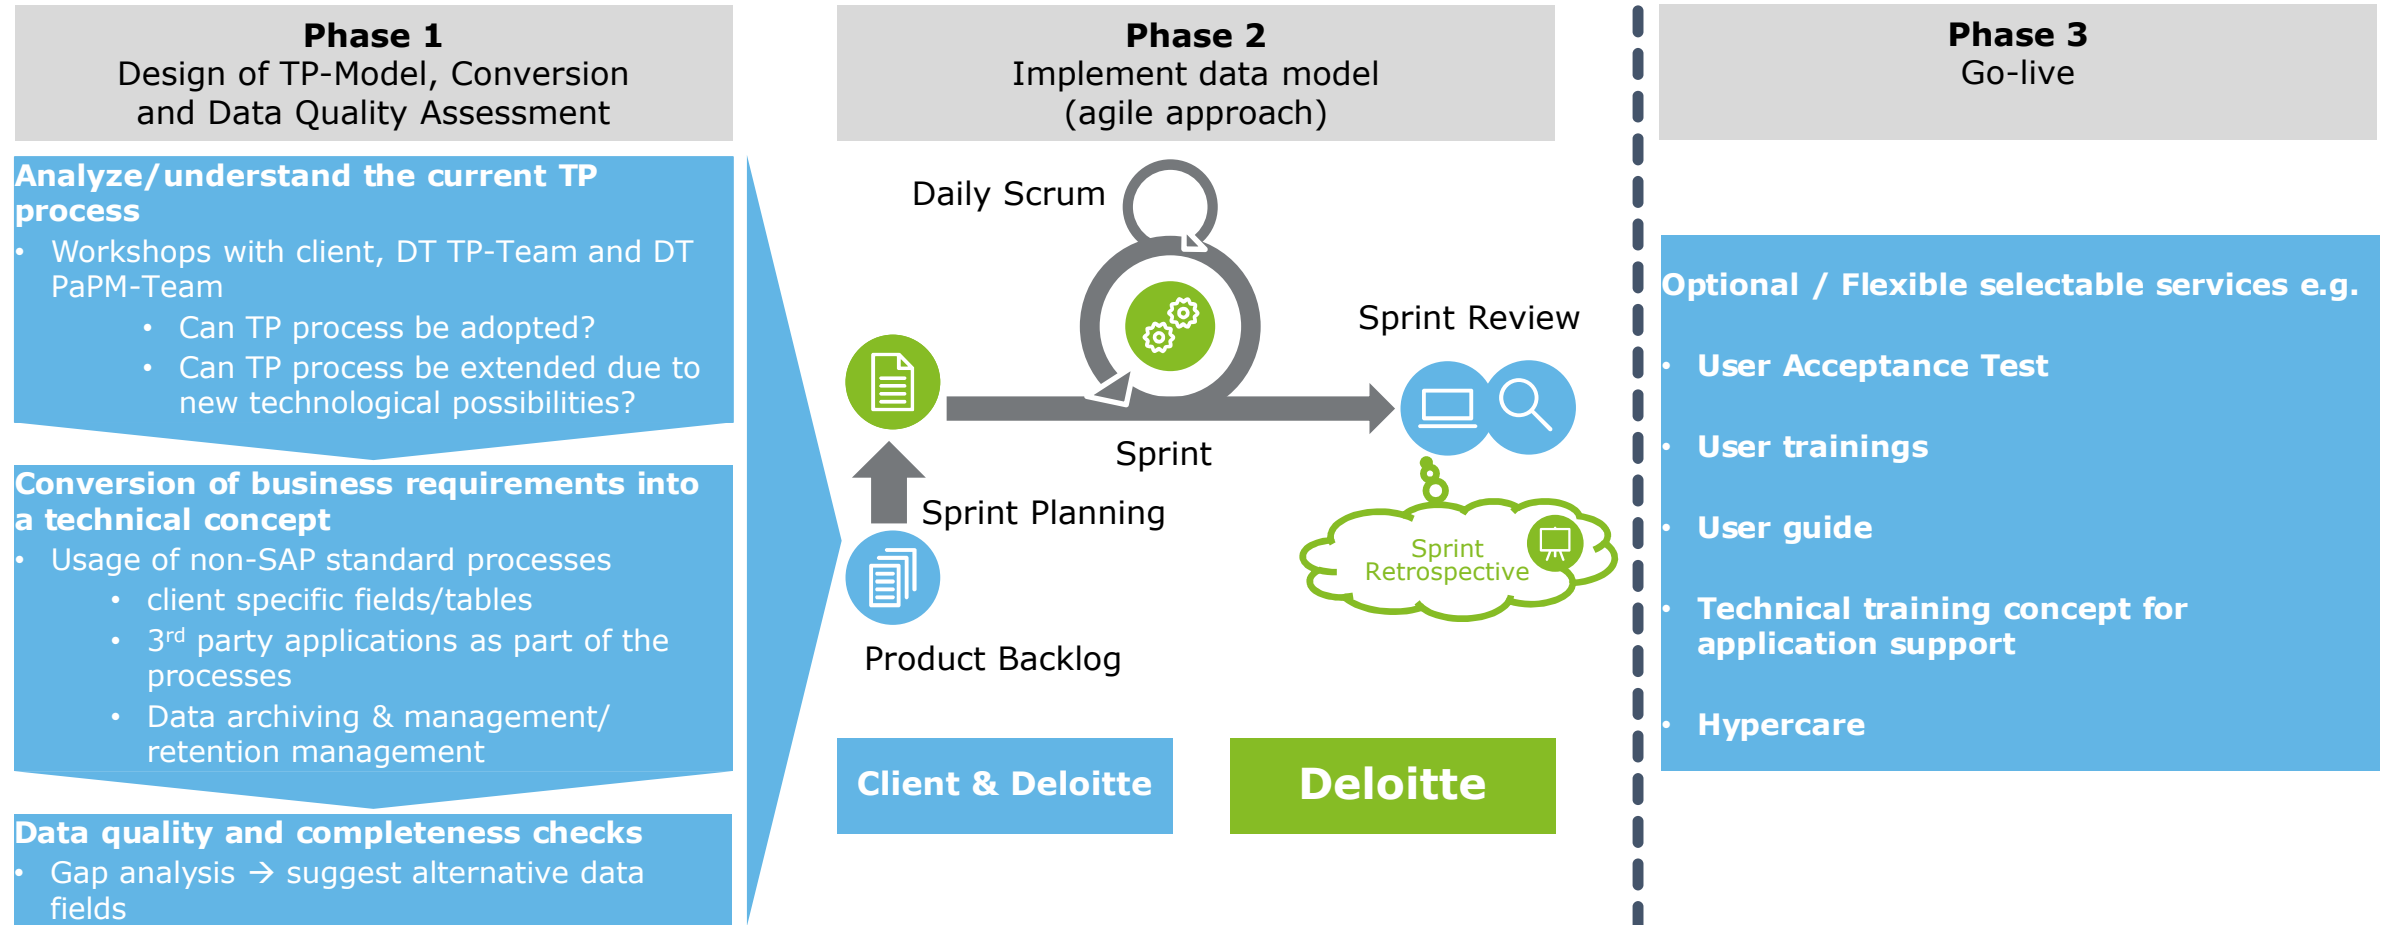 Phase 1
Design of TP-Model, Conversion
and Data Quality Assessment
Analyze/understand the current TP
process
• Workshops with client, DT TP-Team and DT
PaPM-Team
• Can TP process be adopted?
• Can TP process be extended due to
new technological possibilities?
Conversion of business requirements into
a technical concept
• Usage of non-SAP standard processes
• client specific fields/tables
• 3rd party applications as part of the
processes
• Data archiving & management/
retention management
Data quality and completeness checks
• Gap analysis → suggest alternative data
fields
Phase 2
Implement data model
(agile approach)
Daily Scrum
Sprint Review
Sprint
Sprint Planning
Sprint
Retrospective
Product Backlog
Client & Deloitte
Deloitte
Phase 3
Go-live
Optional / Flexible selectable services e.g.
• User Acceptance Test
• User trainings
• User guide
• Technical training concept for
application support
• Hypercare